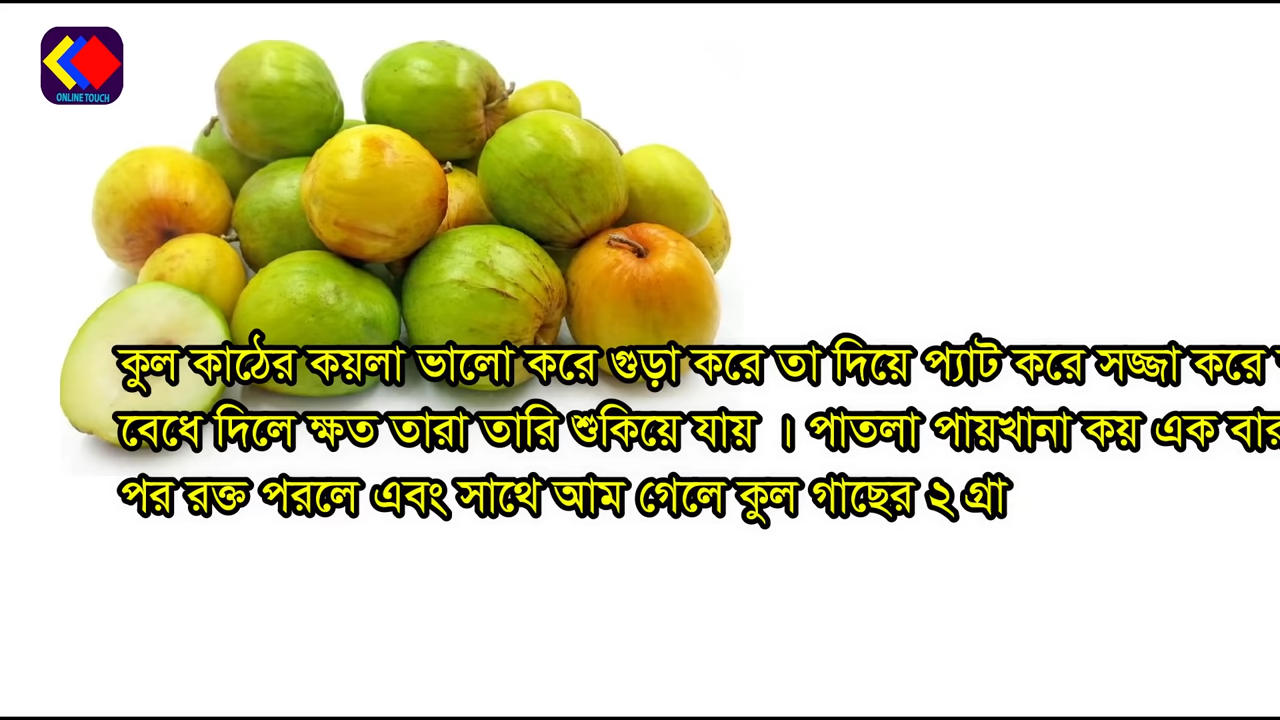 ONLINE TOUCH
কুল কাঠের কয়লা ভালো করে গুড়া করে তা দিয়ে প্যাট করে সজ্জা করে
বেধে দিলে ক্ষত তারা তারি শুকিয়ে যায় । পাতলা পায়খানা কয় এক বার
পর রক্ত পরলে এবং সাথে আম গেলে কুল গাছের ২ গ্রা